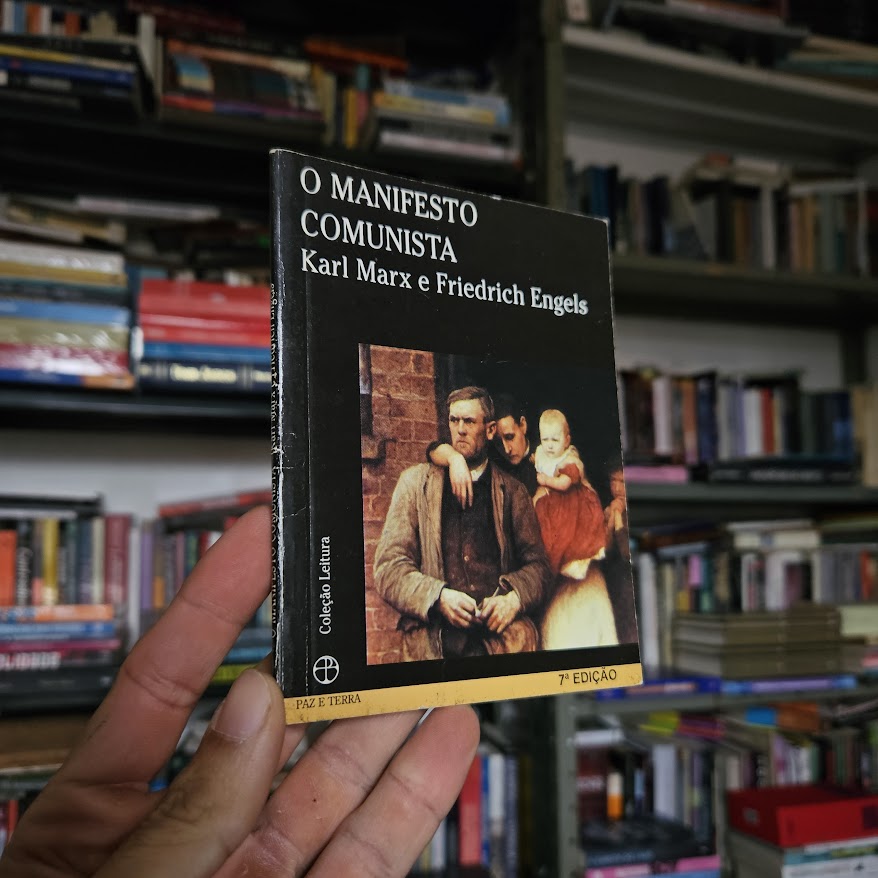 O MANIFESTO
COMUNISTA
Karl Marx e Friedrich Engels
Coleção Leitura
PAZ E TERRA
7ª EDIÇÃO